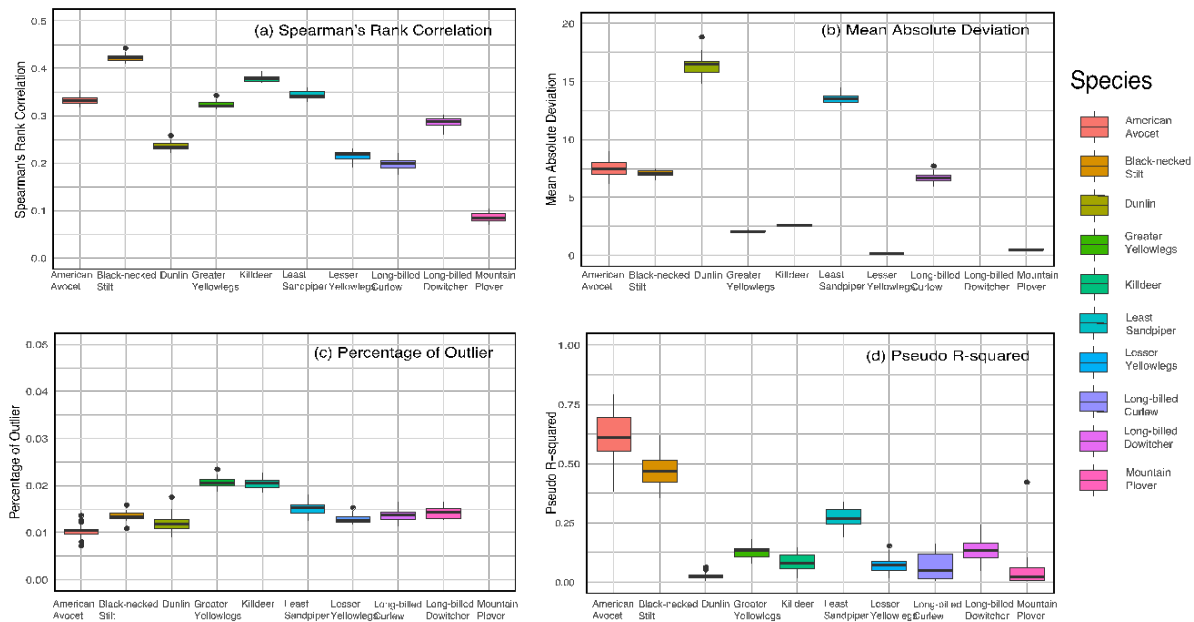 (a) Spearman's Rank Correlation
Spearman's Rank Correlation
0.5
0.4
0.3
0.2
0.1
0.0
American
Avocet
Black-necked
Stilt
Dunlin
Greater
Yellowlegs
Killdeer
Least
Sandpiper
Lesser
Yellowlegs
Long-billed
Curlew
Long-billed
Dowitcher
Mountain
Plover
(b) Mean Absolute Deviation
Mean Absolute Deviation
20
15
10
5
0
American
Avocet
Black-necked
Stilt
Dunlin
Greater
Yellowlegs
Killdeer
Least
Sandpiper
Lesser
Yellowlegs
Long-billed
Curlew
Long-billed
Dowitcher
Mountain
Plover
Species
American
Avocet
Black-necked
Stilt
Dunlin
Greater
Yellowlegs
Killdeer
Least
Sandpiper
Lesser
Yellowlegs
Long-billed
Curlew
Long-billed
Dowitcher
Mountain
Plover
(c) Percentage of Outlier
Percentage of Outlier
0.05
0.04
0.03
0.02
0.01
0.00
American
Avocet
Black-necked
Stilt
Dunlin
Greater
Yellowlegs
Killdeer
Least
Sandpiper
Lesser
Yellowlegs
Long-billed
Curlew
Long-billed
Dowitcher
Mountain
Plover
(d) Pseudo R-squared
Pseudo R-squared
1.00
0.75
0.50
0.25
0.00
American
Avocet
Black-necked
Stilt
Dunlin
Greater
Yellowlegs
Killdeer
Least
Sandpiper
Lesser
Yellowlegs
Long-billed
Curlew
Long-billed
Dowitcher
Mountain
Plover